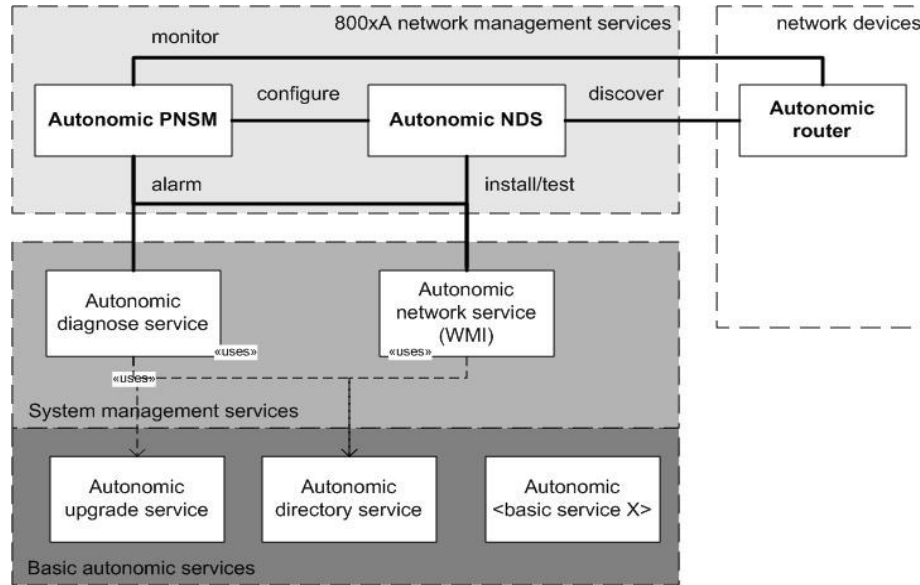 800xA network management services
network devices
monitor
configure
discover
Autonomic PNSM
Autonomic NDS
Autonomic
router
alarm
install/test
Autonomic
diagnose service
«uses»
Autonomic
network service
(WMI)
«uses»
«uses»
System management services
Autonomic
upgrade service
Autonomic
directory service
Autonomic
<basic service X>
Basic autonomic services